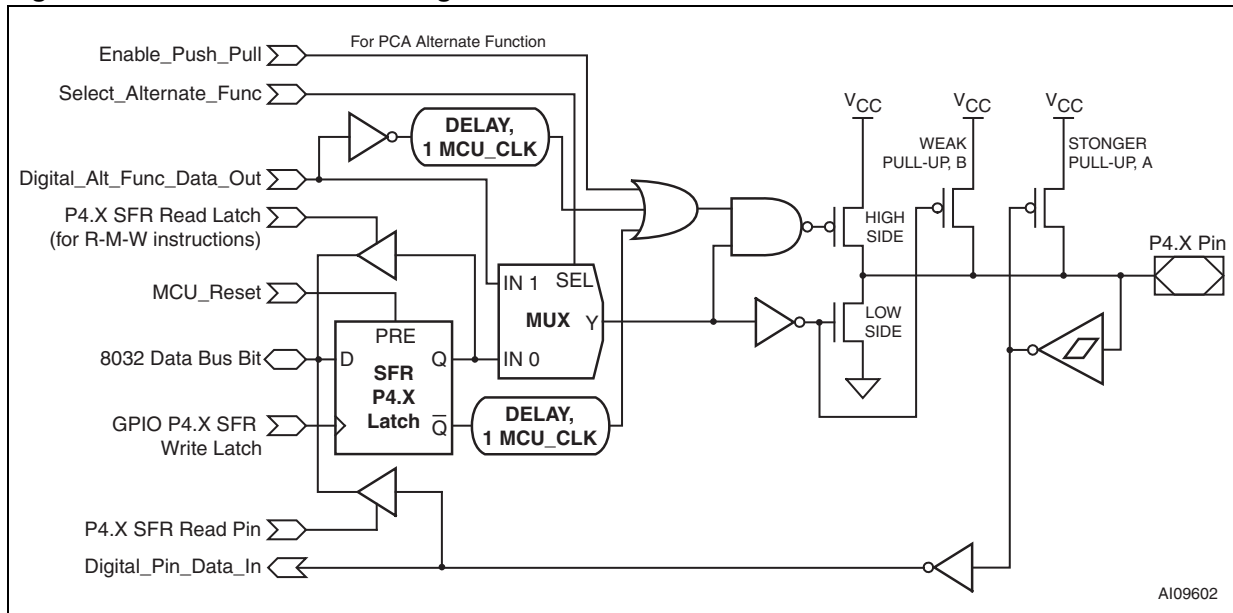 Enable_Push_Pull
For PCA Alternate Function
Select_Alternate_Func
DELAY,
1 MCU_CLK
Digital_Alt_Func_Data_Out
P4.X SFR Read Latch
(for R-M-W instructions)
MCU_Reset
8032 Data Bus Bit
GPIO P4.X SFR
Write Latch
P4.X SFR Read Pin
Digital_Pin_Data_In
PRE
D
Q
SFR
P4.X
Latch
Q
DELAY,
1 MCU_CLK
IN 1
SEL
MUX
Y
IN 0
VCC
VCC
VCC
WEAK
PULL-UP, B
STONGER
PULL-UP, A
HIGH
SIDE
LOW
SIDE
P4.X Pin
AI09602